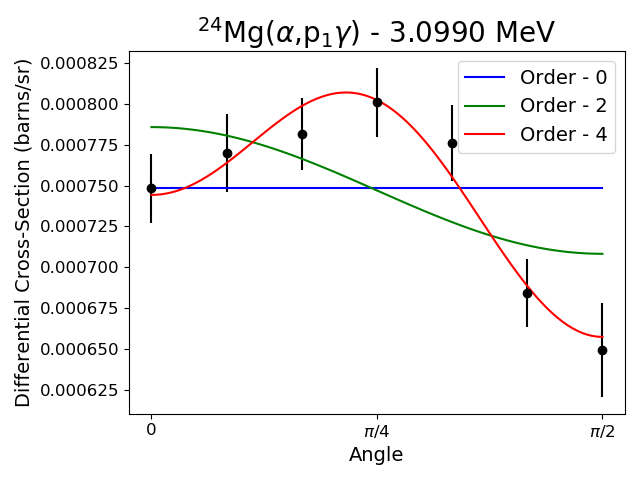 ²⁴Mg(α,p₁γ) - 3.0990 MeV
Differential Cross-Section (barns/sr)
0.000825
0.000800
0.000775
0.000750
0.000725
0.000700
0.000675
0.000650
0.000625
Order - 0
Order - 2
Order - 4
0
π/4
π/2
Angle